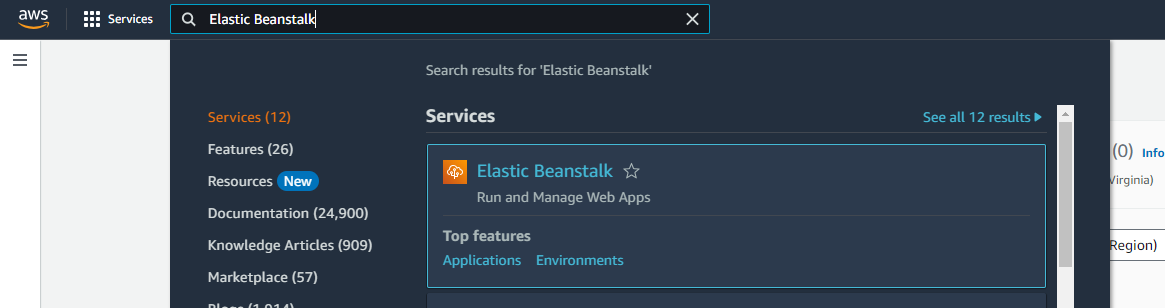 aws
Services
Elastic Beanstalk
Search results for 'Elastic Beanstalk'
Services (12)
Features (26)
Resources New
Documentation (24,900)
Knowledge Articles (909)
Marketplace (57)
Services
See all 12 results
Elastic Beanstalk
Run and Manage Web Apps
Top features
Applications Environments
(0) Info
Virginia)
Region)